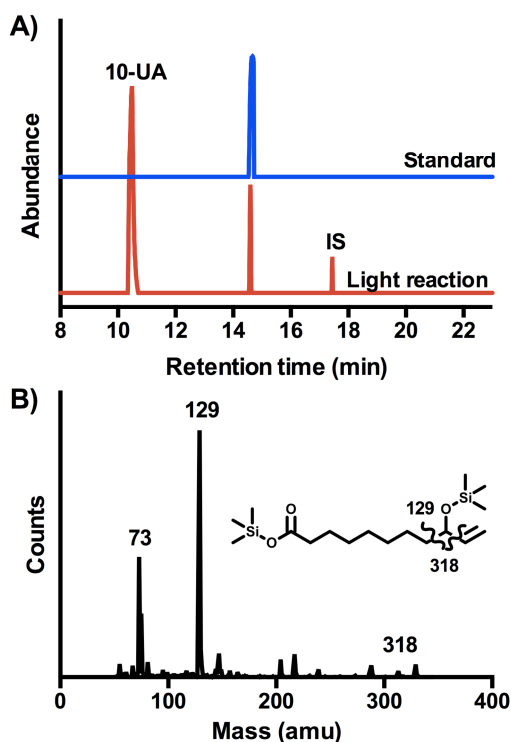 A)
10-UA
Standard
IS
Light reaction
Abundance
8 10 12 14 16 18 20 22
Retention time (min)
B)
129
73
318
Si
O
O
Si
O
129
318
Counts
0 100 200 300 400
Mass (amu)